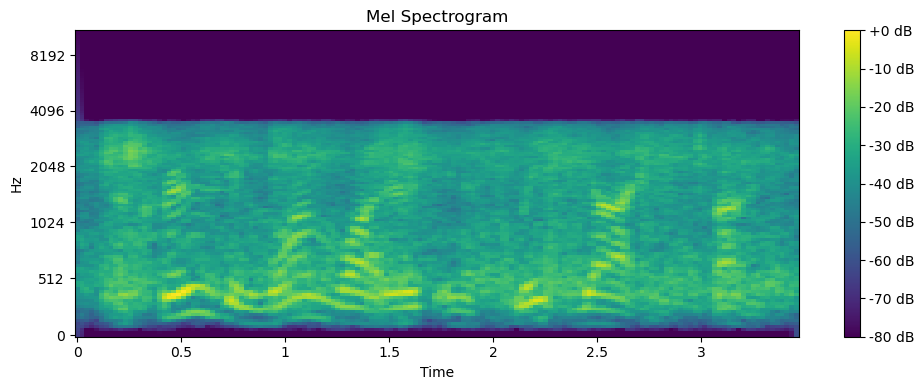 Mel Spectrogram
Hz
8192
4096
2048
1024
512
0
0
0.5
1
1.5
2
2.5
3
Time
+0 dB
-10 dB
-20 dB
-30 dB
-40 dB
-50 dB
-60 dB
-70 dB
-80 dB